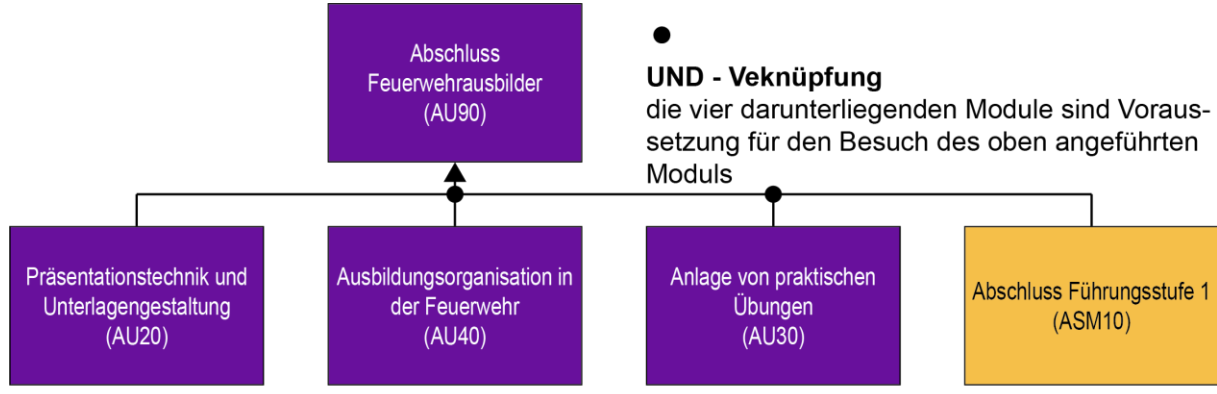 Abschluss
Feuerwehrausbilder
(AU90)
UND - Veknüpfung
die vier darunterliegenden Module sind Voraus-
setzung für den Besuch des oben angeführten
Moduls
Präsentationstechnik und
Unterlagengestaltung
(AU20)
Ausbildungsorganisation in
der Feuerwehr
(AU40)
Anlage von praktischen
Übungen
(AU30)
Abschluss Führungsstufe 1
(ASM10)